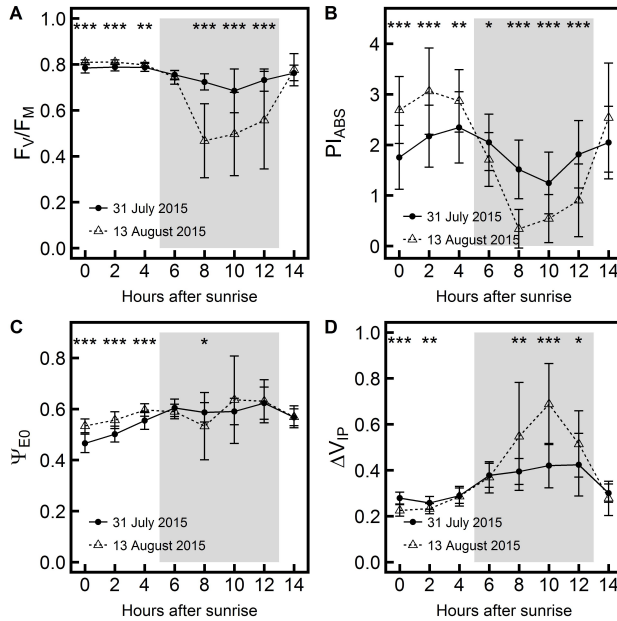 A
*** *** ** *** *** ***
1.0
0.8
0.6
0.4
0.2
0.0
F_V/F_M
31 July 2015
13 August 2015
0 2 4 6 8 10 12 14
Hours after sunrise
B
*** *** ** * *** *** ***
4
3
2
1
0
PI_ABS
31 July 2015
13 August 2015
0 2 4 6 8 10 12 14
Hours after sunrise
C
*** *** *** *
0.8
0.6
0.4
0.2
0.0
Ψ_E0
31 July 2015
13 August 2015
0 2 4 6 8 10 12 14
Hours after sunrise
D
*** ** ** *** *
1.0
0.8
0.6
0.4
0.2
0.0
ΔV_IP
31 July 2015
13 August 2015
0 2 4 6 8 10 12 14
Hours after sunrise